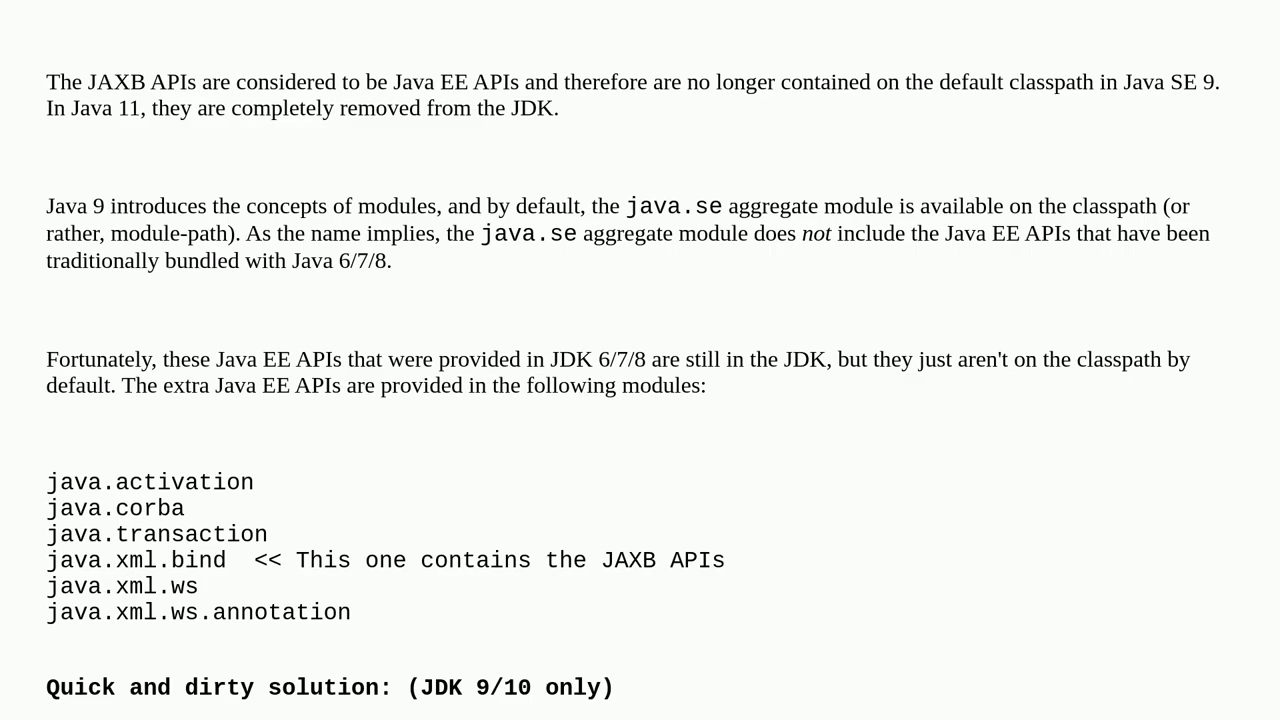 The JAXB APIs are considered to be Java EE APIs and therefore are no longer contained on the default classpath in Java SE 9.
In Java 11, they are completely removed from the JDK.
Java 9 introduces the concepts of modules, and by default, the java.se aggregate module is available on the classpath (or
rather, module-path). As the name implies, the java.se aggregate module does not include the Java EE APIs that have been
traditionally bundled with Java 6/7/8.
Fortunately, these Java EE APIs that were provided in JDK 6/7/8 are still in the JDK, but they just aren't on the classpath by
default. The extra Java EE APIs are provided in the following modules:
java.activation
java.corba
java.transaction
java.xml.bind  << This one contains the JAXB APIs
java.xml.ws
java.xml.ws.annotation
Quick and dirty solution: (JDK 9/10 only)